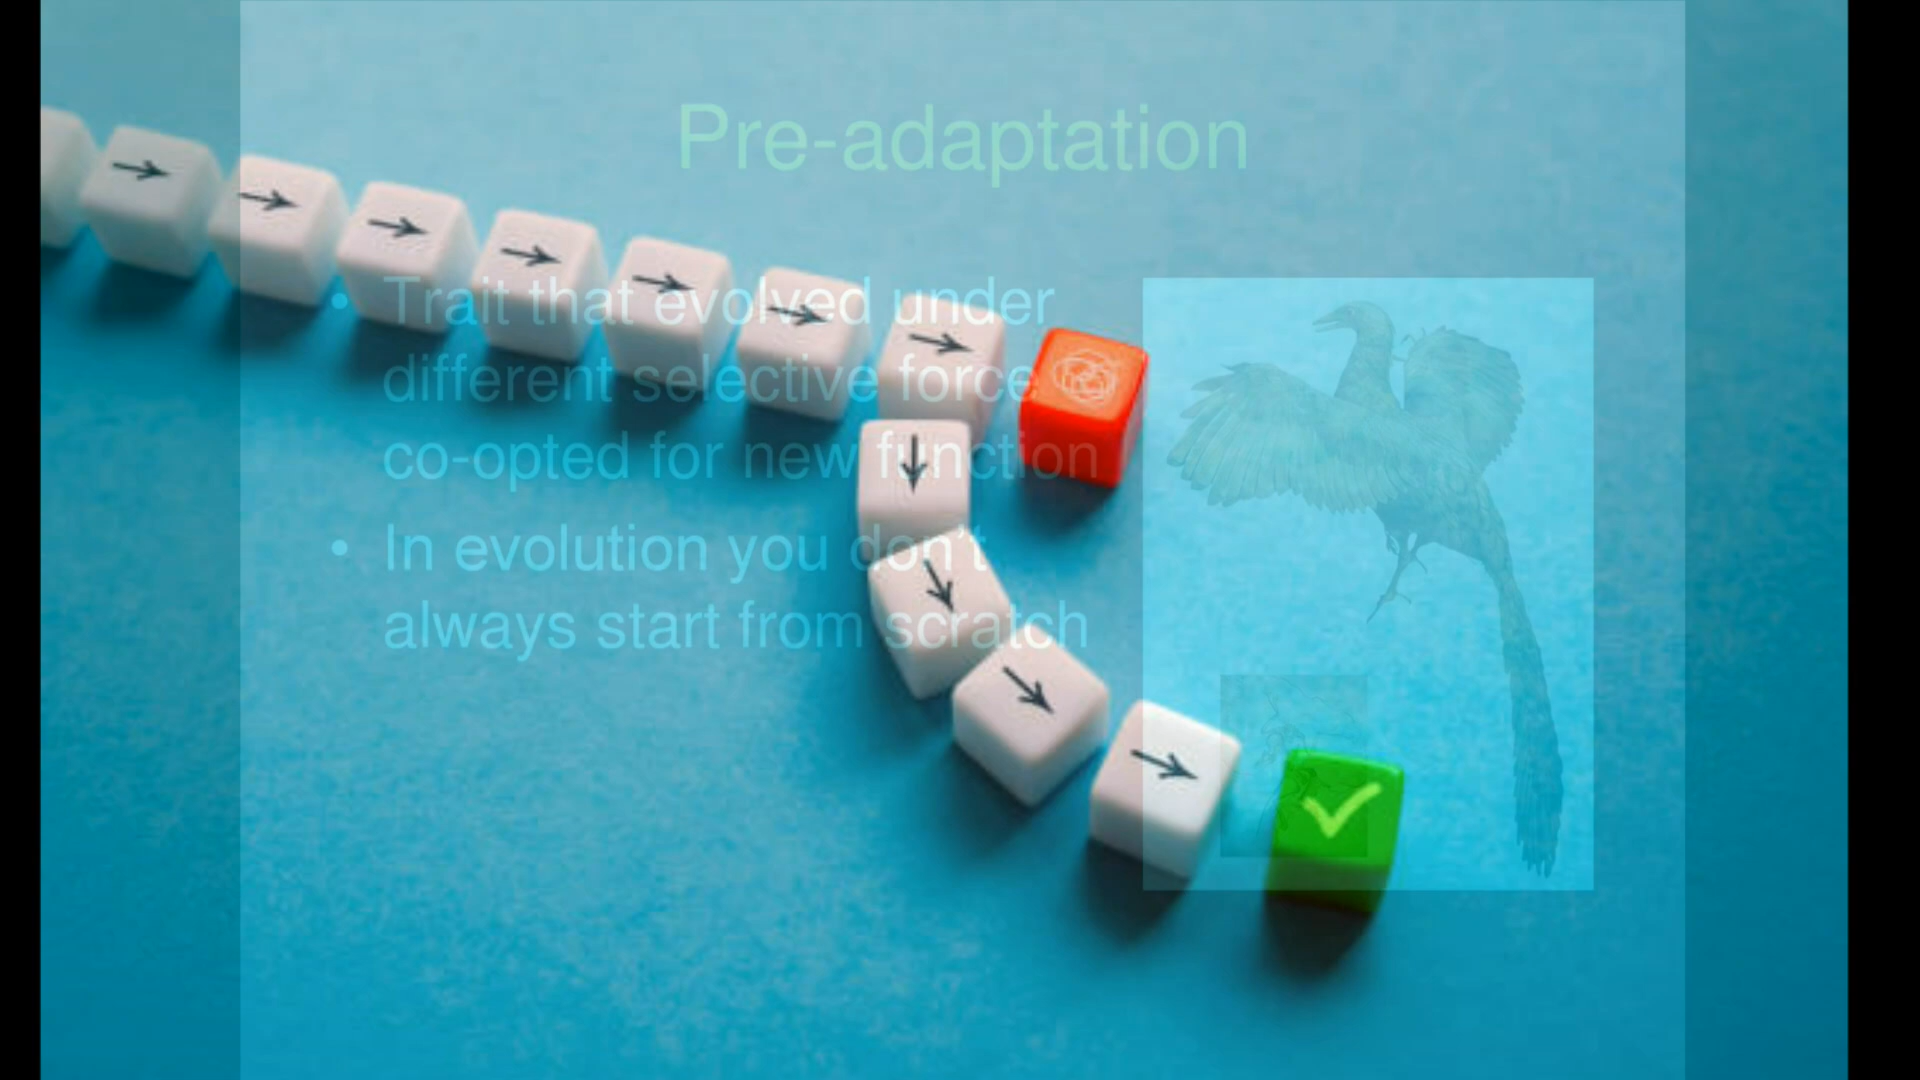 Pre-adaptation
• Trait that evolved under
different selective force
co-opted for new function
• In evolution you don't
always start from scratch